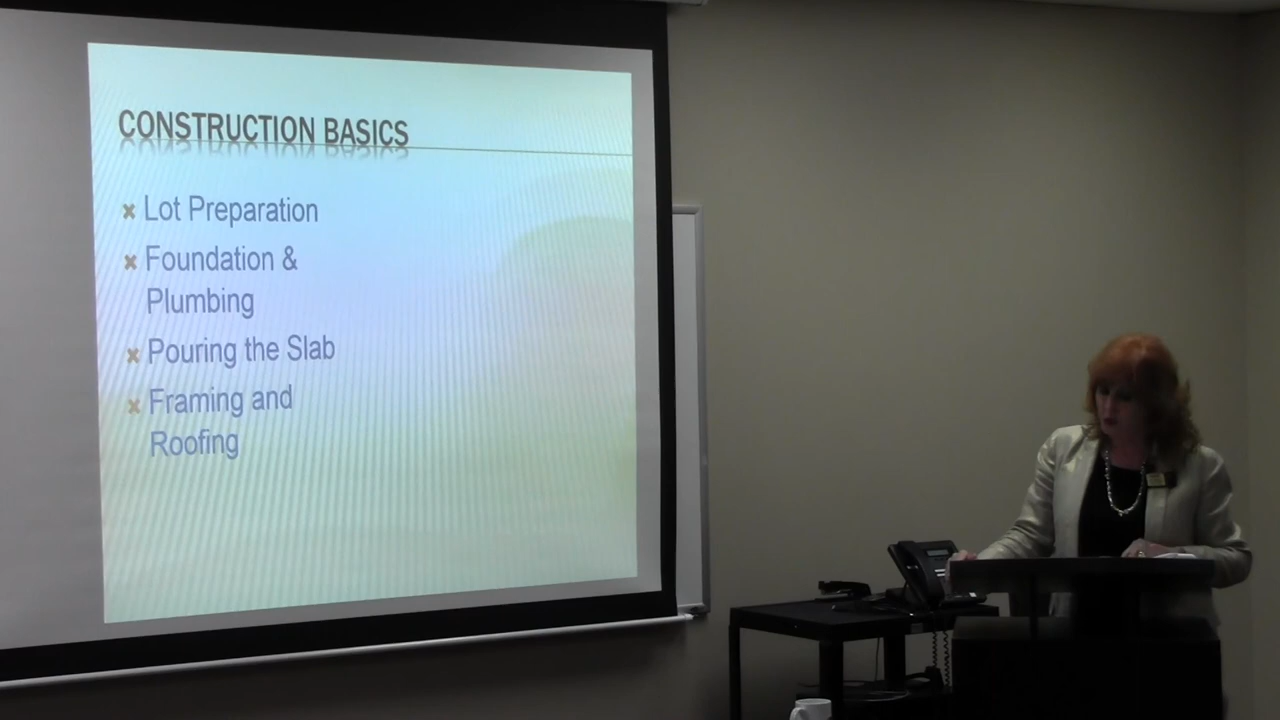 CONSTRUCTION BASICS
Lot Preparation
Foundation &
Plumbing
Pouring the Slab
Framing and
Roofing